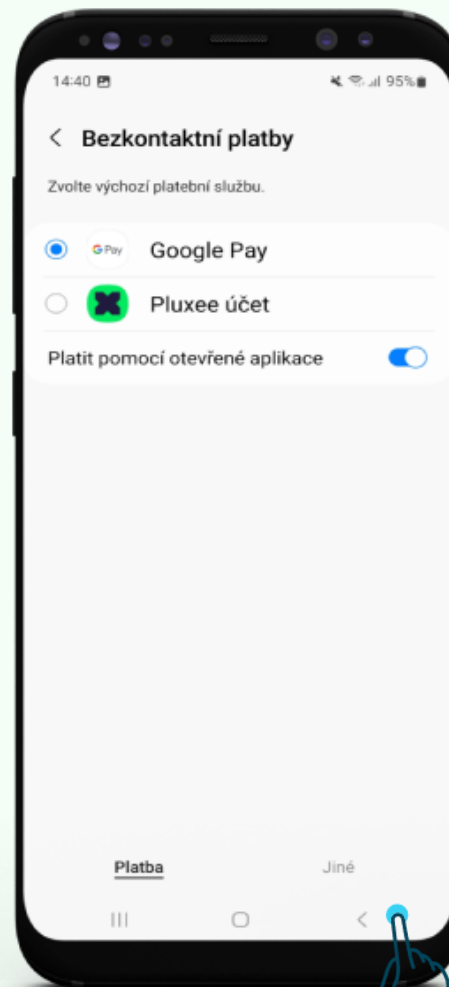 14:40 95%
Bezkontaktní platby
Zvolte výchozí platební službu.
G Pay Google Pay
Pluxee účet
Platit pomocí otevřené aplikace
Platba Jiné